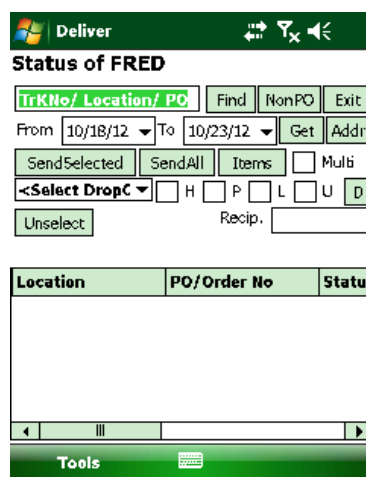 Deliver
Status of FRED
TrKNo/ Location/ PO Find NonPO Exit
From 10/18/12 To 10/23/12 Get Addr
SendSelected SendAll Items Multi
<Select DropC H P L U D
Unselect Recip.
Location PO/Order No Statu
Tools